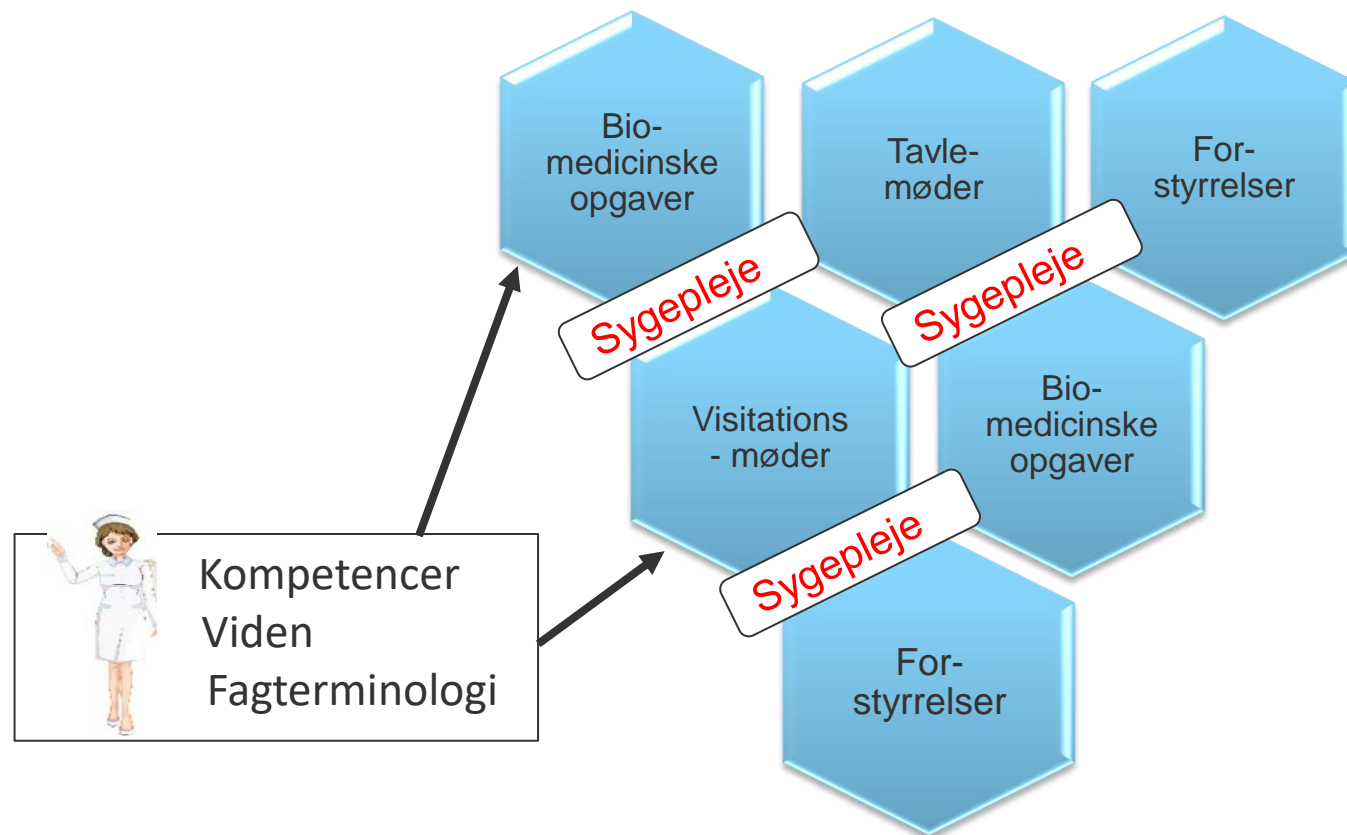 Bio-
medicinske
opgaver
Tavle-
møder
For-
styrrelser
Sygepleje
Sygepleje
Visitations
- møder
Bio-
medicinske
opgaver
Sygepleje
Kompetencer
Viden
Fagterminologi
For-
styrrelser